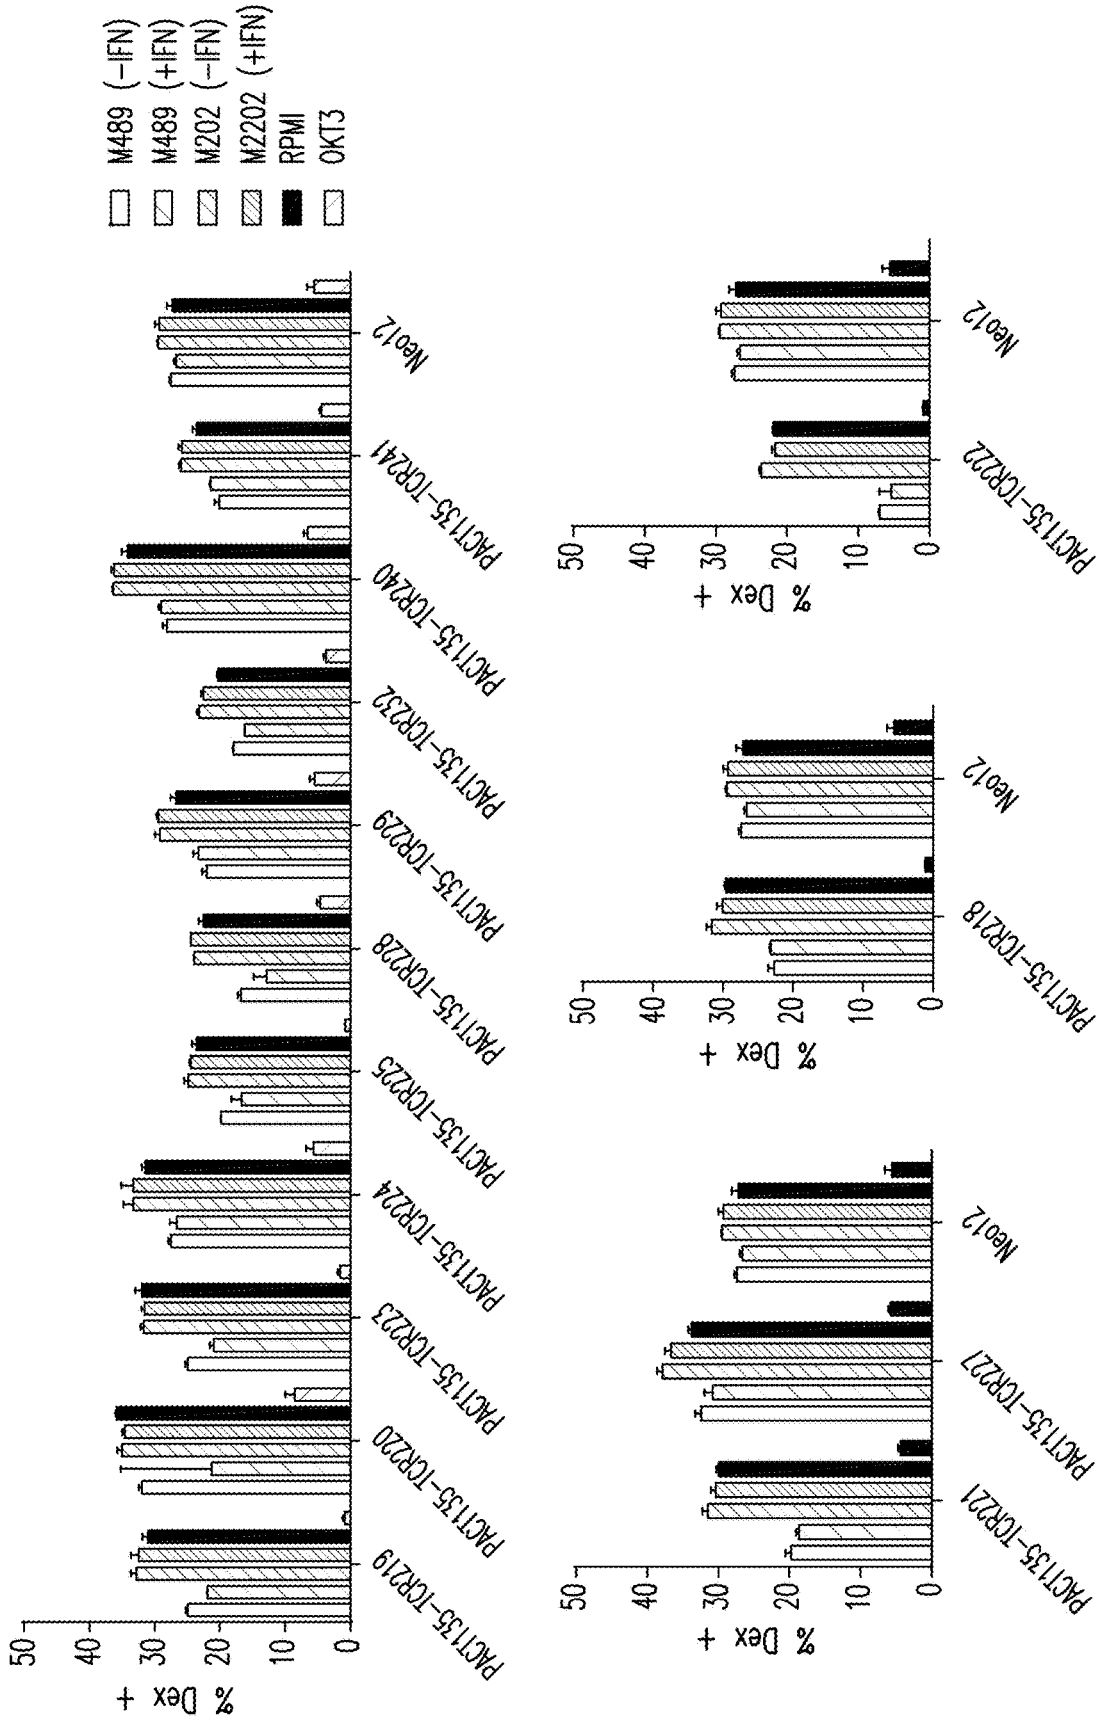 M489 (-IFN)
M489 (+IFN)
M202 (-IFN)
M2202 (+IFN)
RPMI
OKT3
% Dex +
50
40
30
20
10
0
PACT135-TCR219
PACT135-TCR220
PACT135-TCR223
PACT135-TCR224
PACT135-TCR225
PACT135-TCR228
PACT135-TCR229
PACT135-TCR232
PACT135-TCR240
PACT135-TCR241
Neo12
% Dex +
50
40
30
20
10
0
PACT135-TCR221
PACT135-TCR227
Neo12
% Dex +
50
40
30
20
10
0
PACT135-TCR218
Neo12
% Dex +
50
40
30
20
10
0
PACT135-TCR222
Neo12